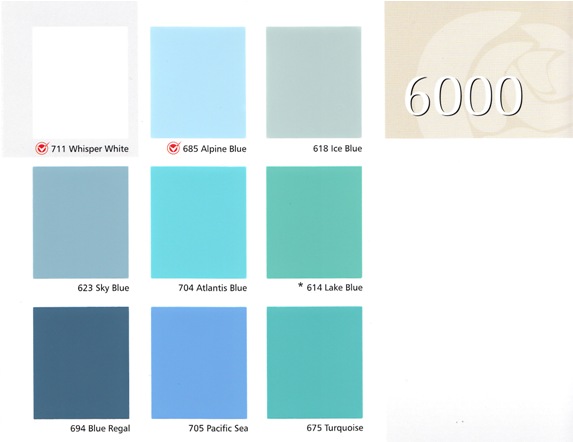 6000
711 Whisper White
685 Alpine Blue
618 Ice Blue
623 Sky Blue
704 Atlantis Blue
* 614 Lake Blue
694 Blue Regal
705 Pacific Sea
675 Turquoise